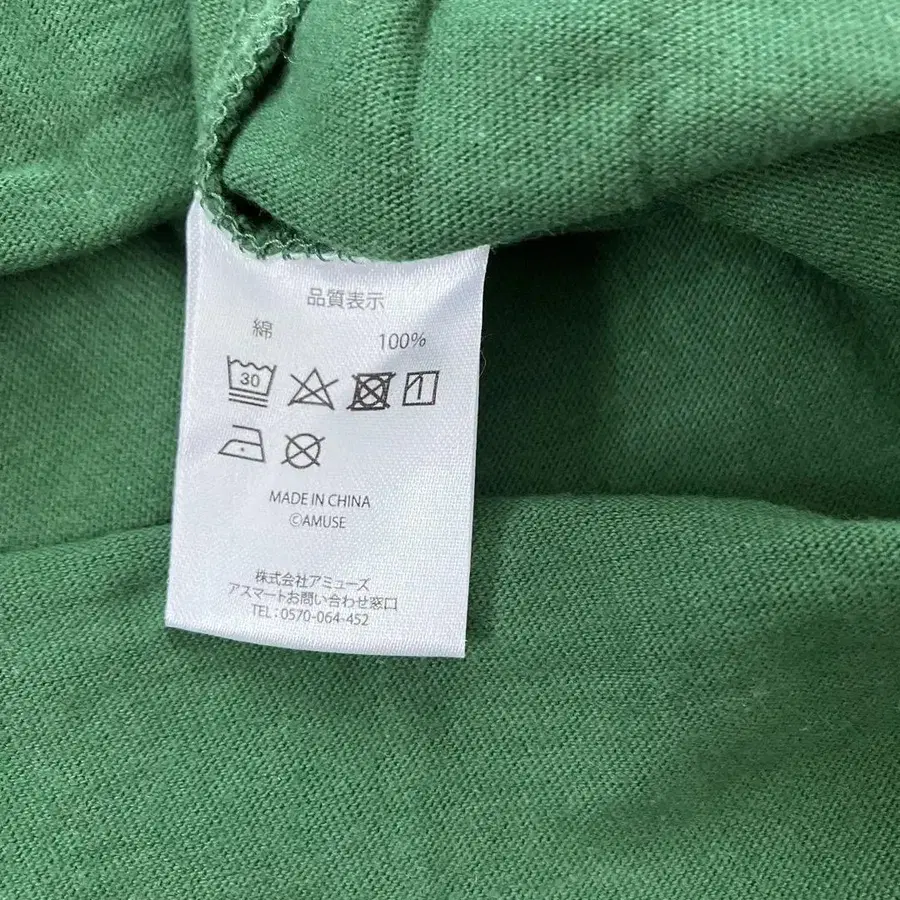 品質表示
綿 100%
30
MADE IN CHINA
©AMUSE
株式会社アミューズ
アスマートお問い合わせ窓口
TEL：0570-064-452